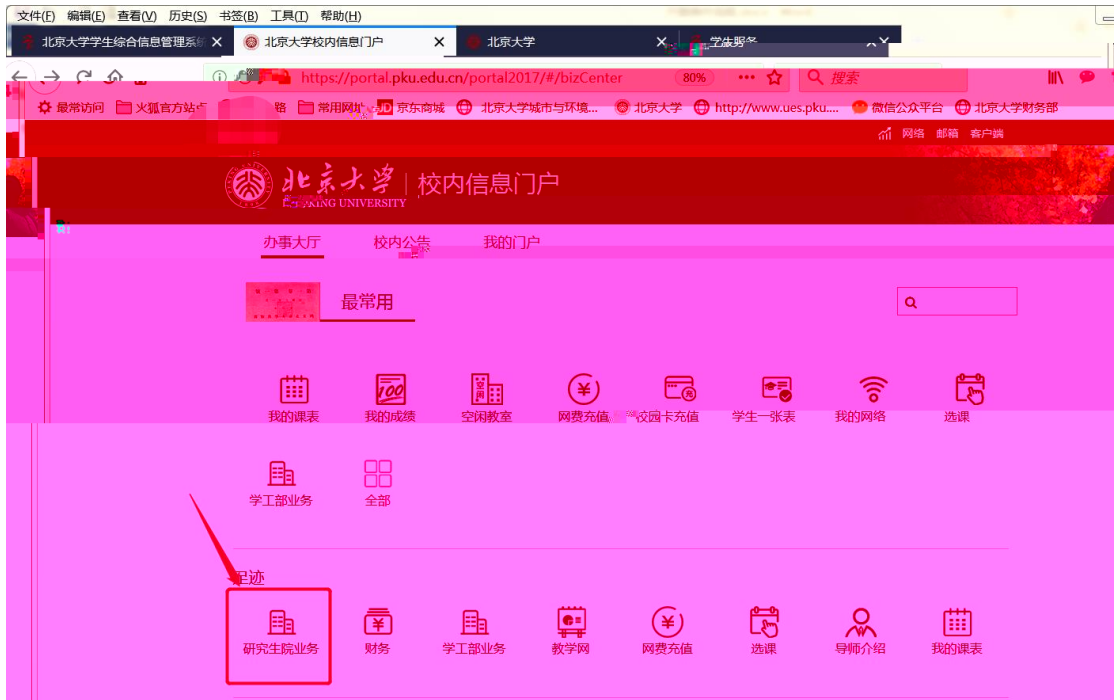 文件(F) 编辑(E) 查看(V) 历史(S) 书签(B) 工具(T) 帮助(H)
北京大学学生综合信息管理系统 北京大学校内信息门户 北京大学
https://portal.pku.edu.cn/portal2017/#/bizCenter 80% 搜索
最常访问 火狐官方站点 常用网址 JD 京东商城 北京大学城市与环境... 北京大学 http://www.ues.pku.... 微信公众平台 北京大学财务部
网络 邮箱 客户端
北京大学 校内信息门户
UNIVERSITY
办事大厅 校内公告 我的门户
最常用
我的课表 我的成绩 空闲教室 网费充值 校园卡充值 学生一张表 我的网络 选课
学工部业务 全部
足迹
研究生院业务 财务 学工部业务 教学网 网费充值 选课 导师介绍 我的课表